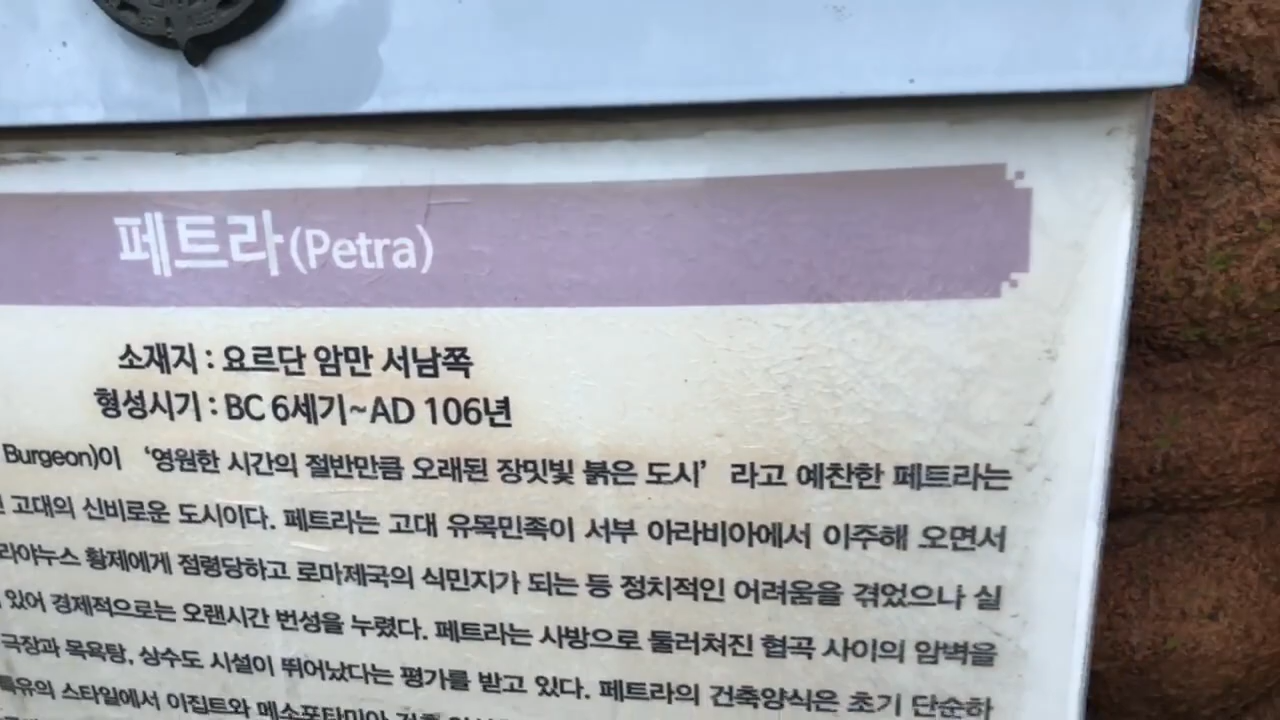 페트라(Petra)
소재지 : 요르단 암만 서남쪽
형성시기 : BC 6세기~AD 106년
Burgeon)이 ‘영원한 시간의 절반만큼 오래된 장밋빛 붉은 도시’ 라고 예찬한 페트라는
고대의 신비로운 도시이다. 페트라는 고대 유목민족이 서부 아라비아에서 이주해 오면서
라야누스 황제에게 점령당하고 로마제국의 식민지가 되는 등 정치적인 어려움을 겪었으나 실
있어 경제적으로는 오랜시간 번성을 누렸다. 페트라는 사방으로 둘러쳐진 협곡 사이의 암벽을
극장과 목욕탕, 상수도 시설이 뛰어났다는 평가를 받고 있다. 페트라의 건축양식은 초기 단순하
특유의 스타일에서 이집트와 메소포타미아